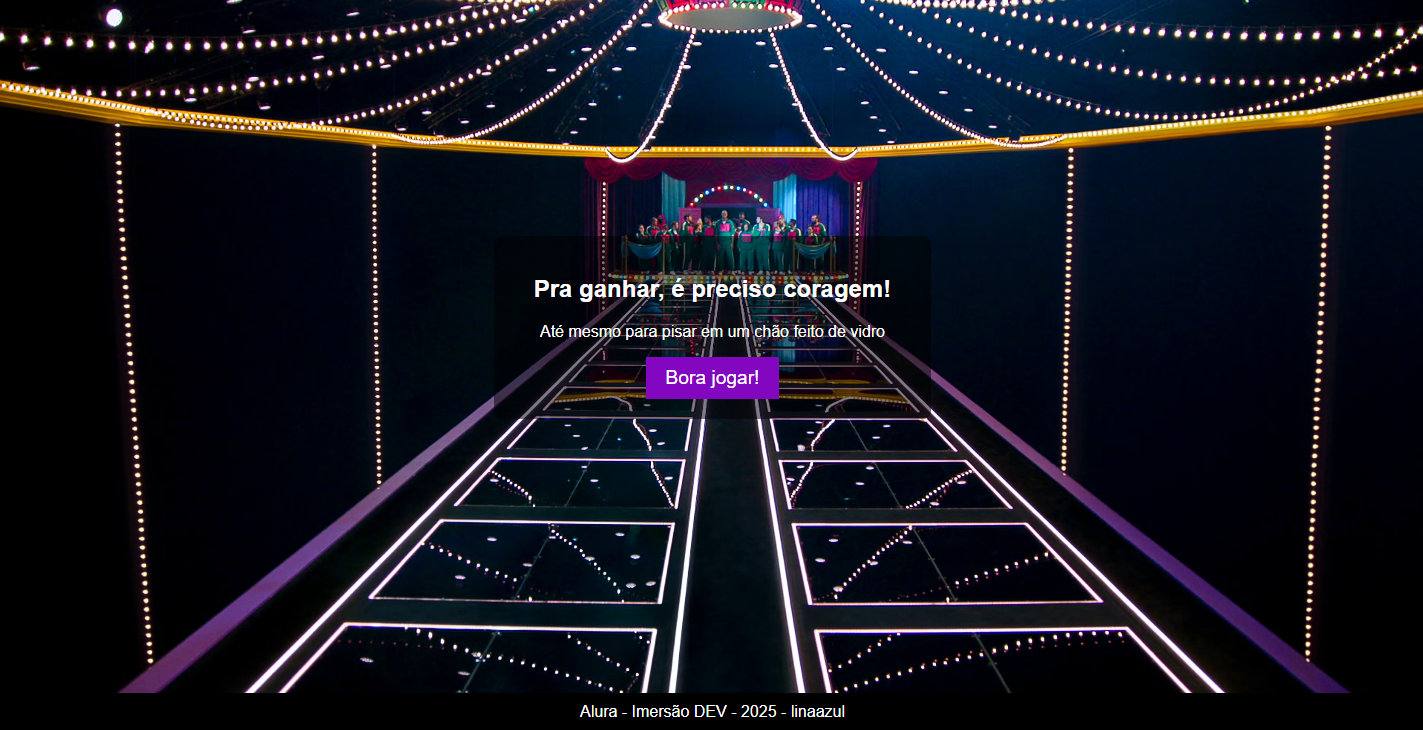 Pra ganhar, é preciso coragem!
Até mesmo para pisar em um chão feito de vidro
Bora jogar!
Alura - Imersão DEV - 2025 - linaazul